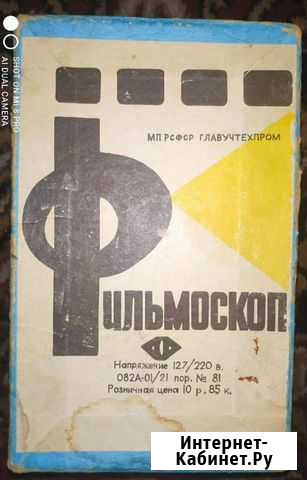 SHOT ON MI 8 PRO
AI DUAL CAMERA
МП РСФСР ГЛАВУЧТЕХПРОМ
Фильмоскоп
Напряжение 127/220 в.
082А-01/21 пор. № 81
Розничная цена 10 р. 85 к.
Интернет-
Кабинет.Ру